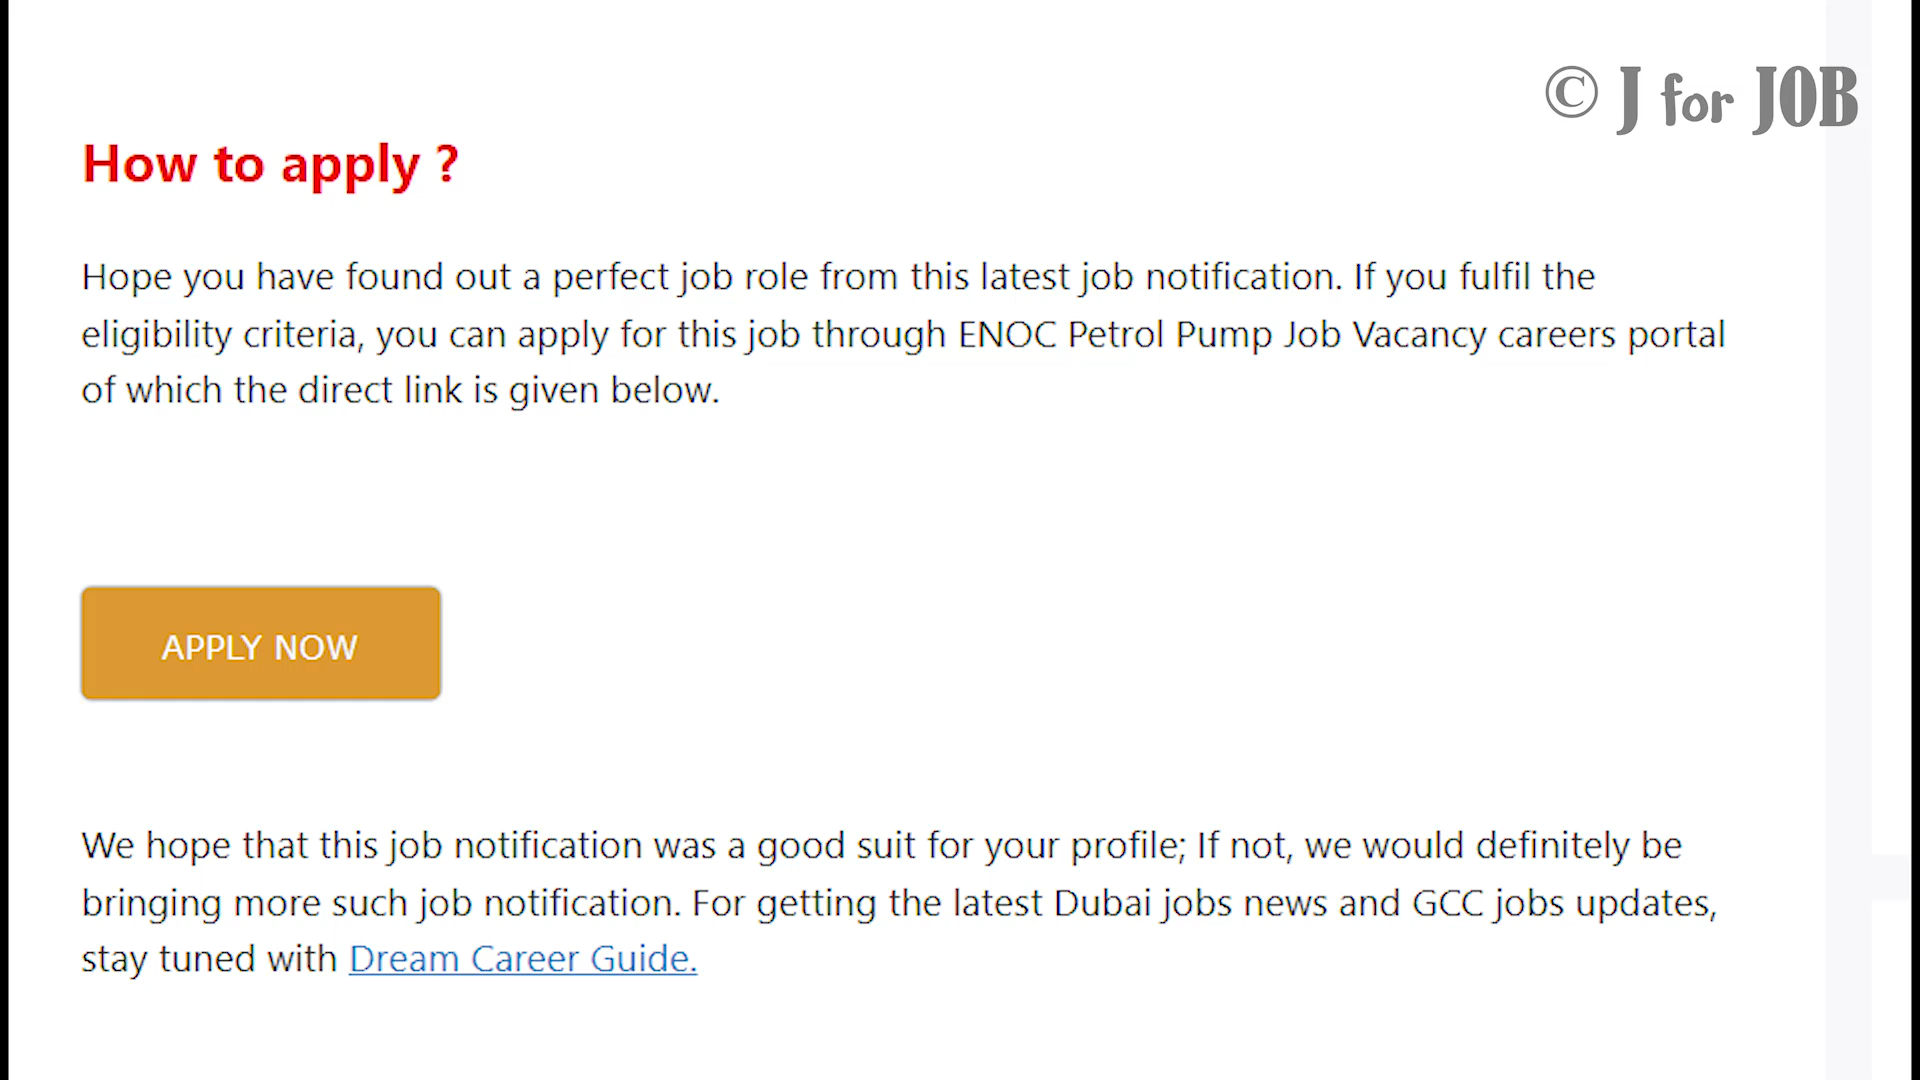 © J for JOB
How to apply ?
Hope you have found out a perfect job role from this latest job notification. If you fulfil the
eligibility criteria, you can apply for this job through ENOC Petrol Pump Job Vacancy careers portal
of which the direct link is given below.
APPLY NOW
We hope that this job notification was a good suit for your profile; If not, we would definitely be
bringing more such job notification. For getting the latest Dubai jobs news and GCC jobs updates,
stay tuned with Dream Career Guide.